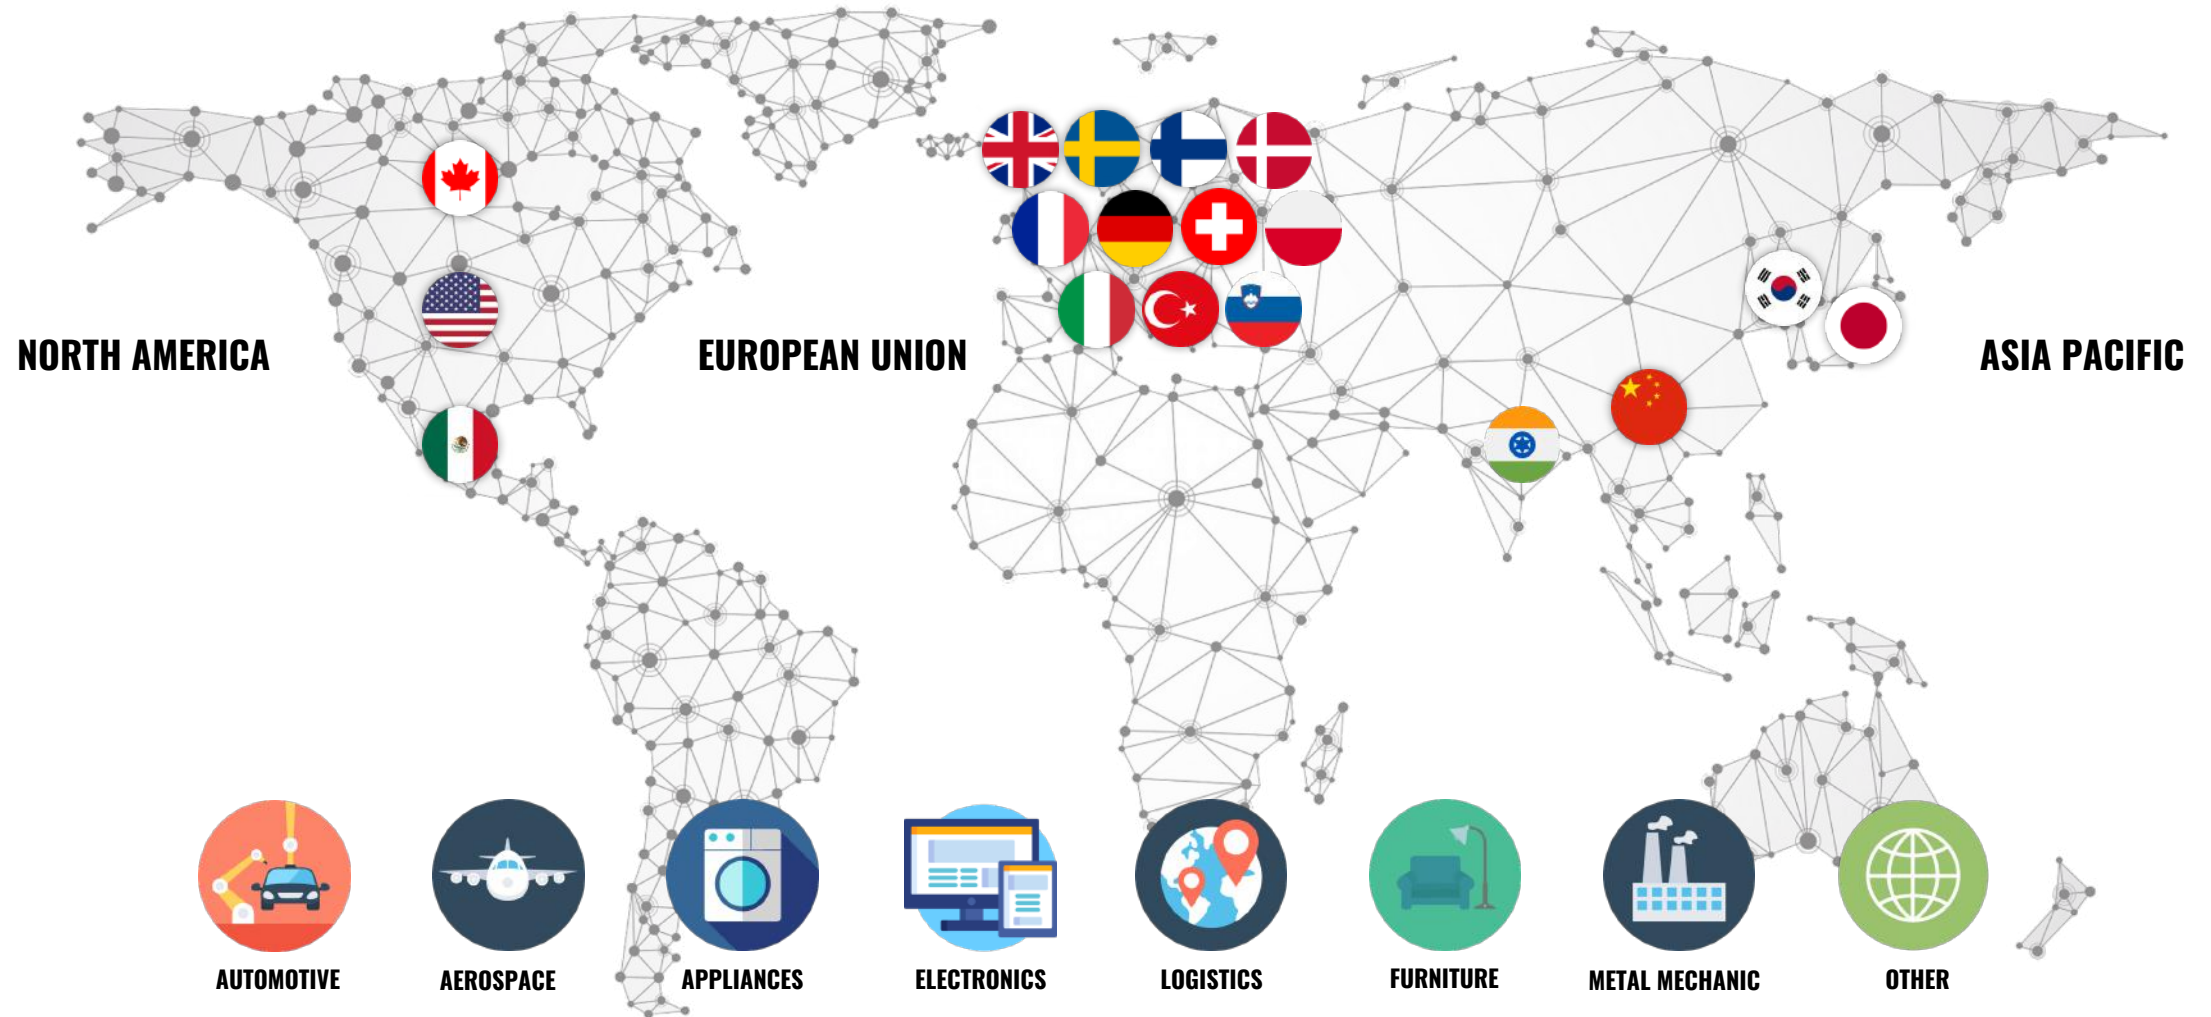 NORTH AMERICA
EUROPEAN UNION
ASIA PACIFIC
AUTOMOTIVE
AEROSPACE
APPLIANCES
ELECTRONICS
LOGISTICS
FURNITURE
METAL MECHANIC
OTHER